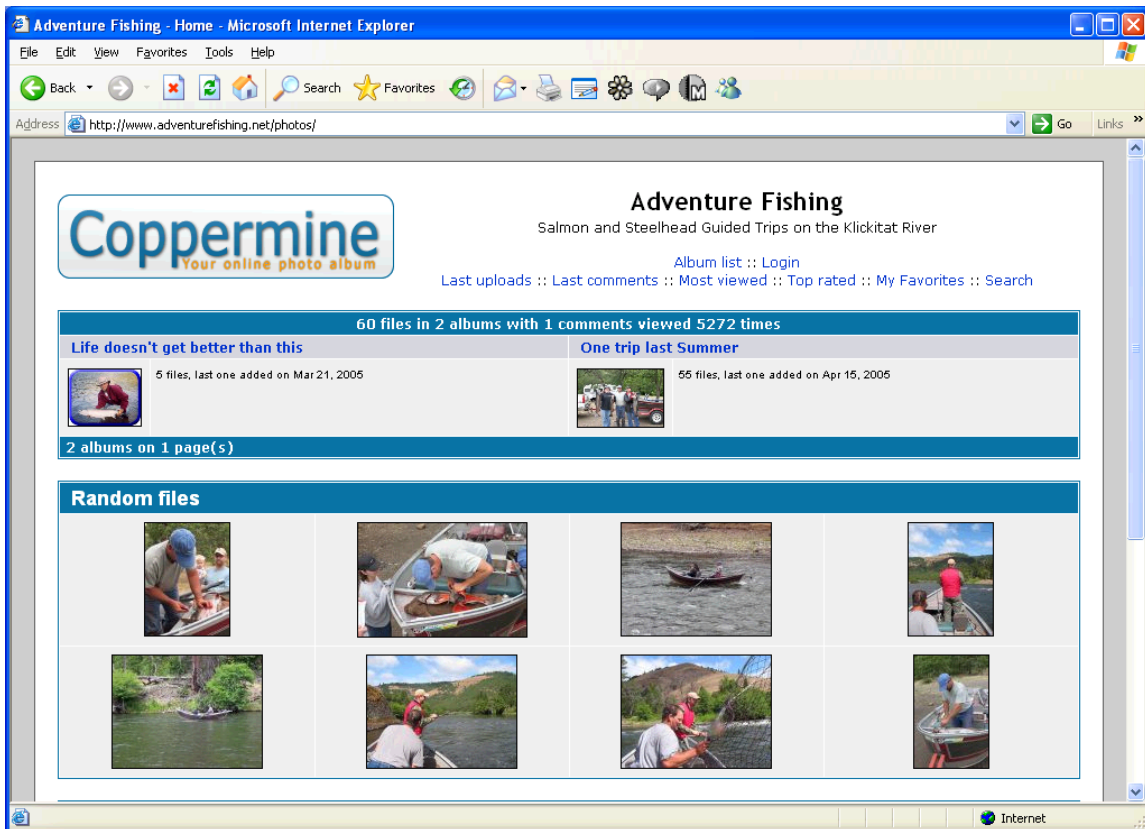 Adventure Fishing - Home - Microsoft Internet Explorer
File Edit View Favorites Tools Help
Back Search Favorites
Address http://www.adventurefishing.net/photos/ Go Links »
Coppermine
Your online photo album
Adventure Fishing
Salmon and Steelhead Guided Trips on the Klickitat River
Album list :: Login
Last uploads :: Last comments :: Most viewed :: Top rated :: My Favorites :: Search
60 files in 2 albums with 1 comments viewed 5272 times
Life doesn't get better than this One trip last Summer
5 files, last one added on Mar 21, 2005 55 files, last one added on Apr 15, 2005
2 albums on 1 page(s)
Random files
Internet